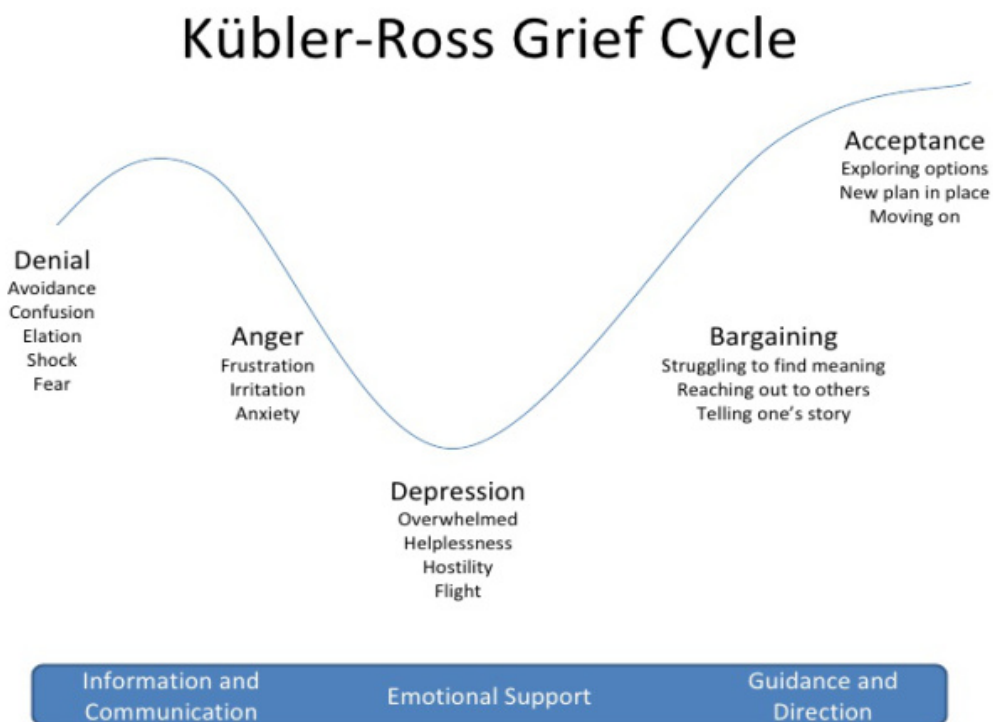 Kübler-Ross Grief Cycle
Denial
Avoidance
Confusion
Elation
Shock
Fear
Anger
Frustration
Irritation
Anxiety
Depression
Overwhelmed
Helplessness
Hostility
Flight
Bargaining
Struggling to find meaning
Reaching out to others
Telling one's story
Acceptance
Exploring options
New plan in place
Moving on
Information and
Communication
Emotional Support
Guidance and
Direction